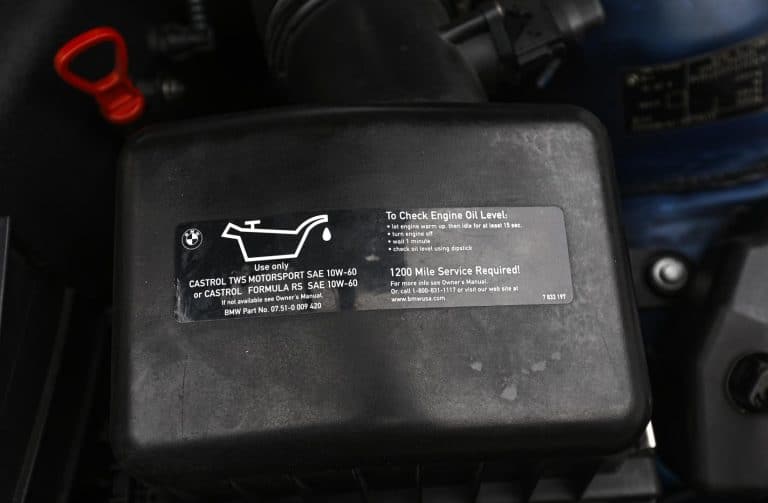 Use only
CASTROL TWS MOTORSPORT SAE 10W-60
or CASTROL FORMULA RS SAE 10W-60
If not available see Owner's Manual.
BMW Part No. 07.51-0 009 420
To Check Engine Oil Level:
• let engine warm up, then idle for at least 15 sec.
• turn engine off
• wait 1 minute
• check oil level using dipstick
1200 Mile Service Required!
For more info see Owner's Manual.
Or, call 1-800-831-1117 or visit our web site at
www.bmwusa.com
7 833 197